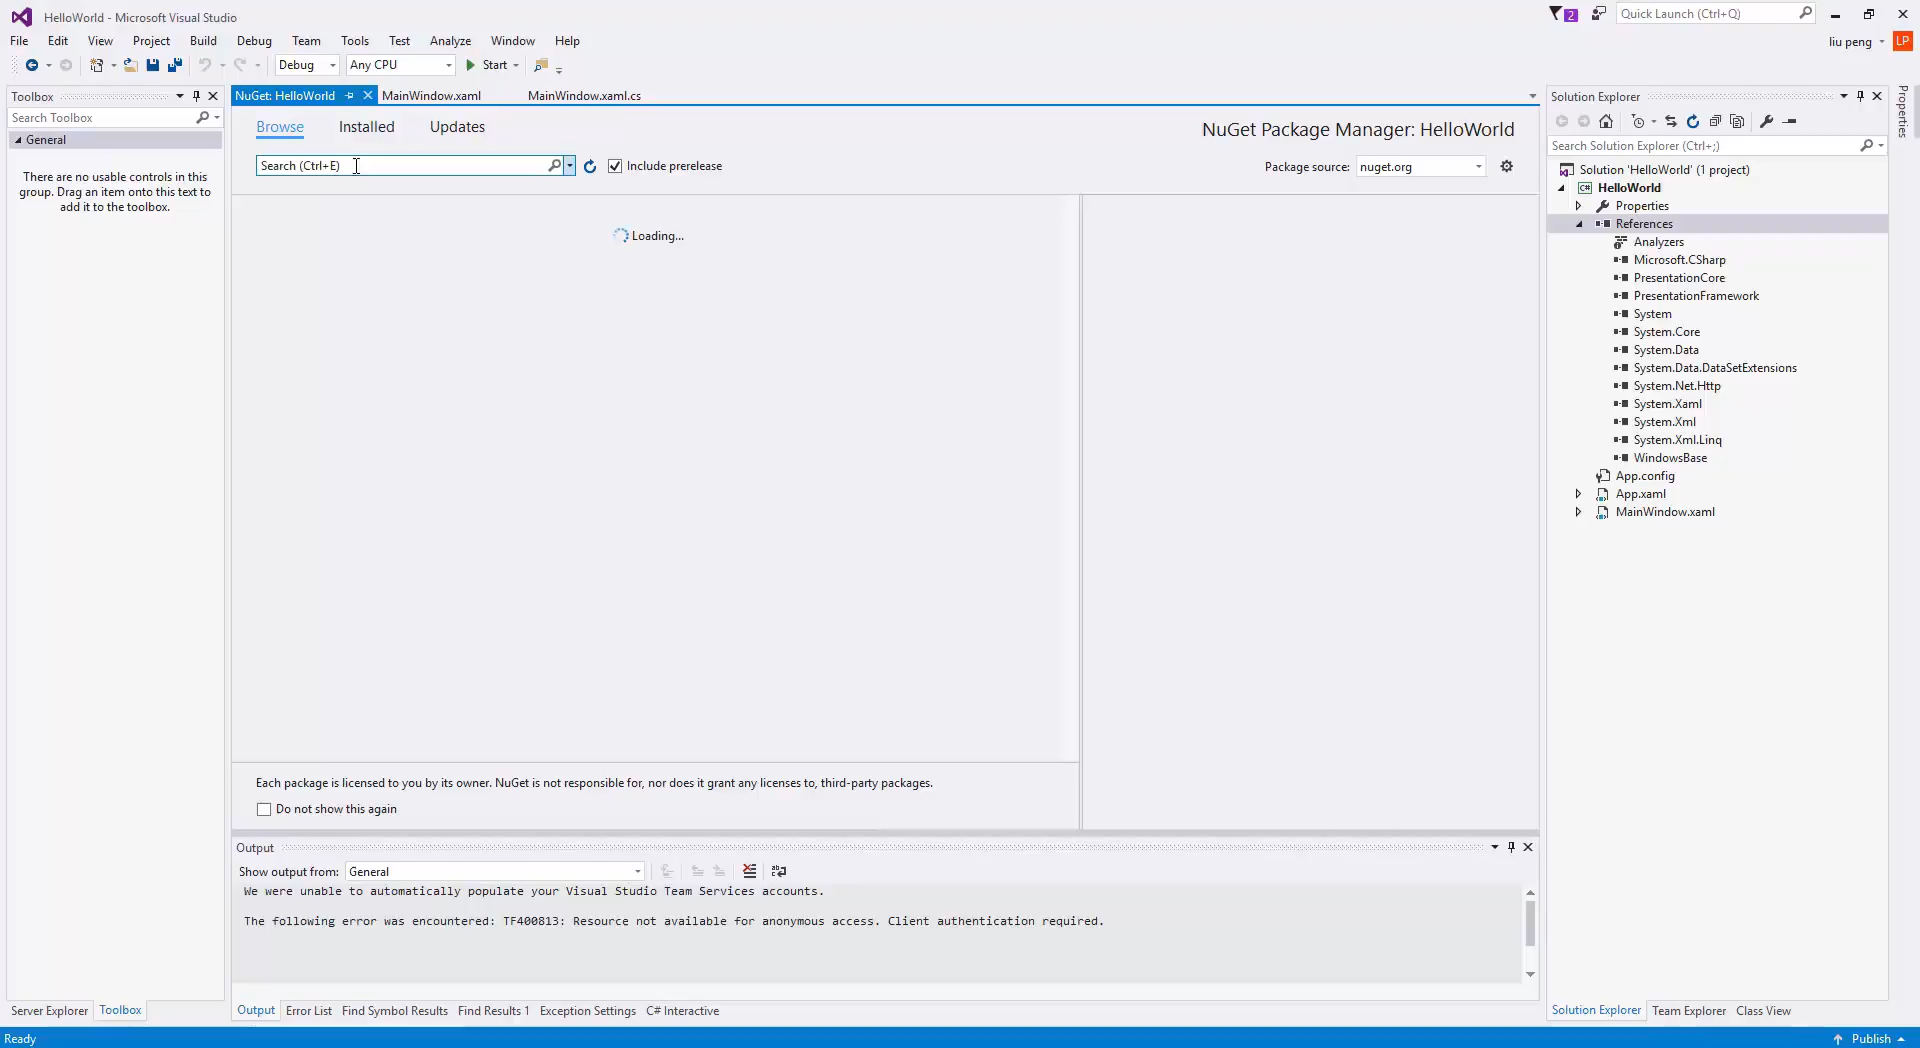 HelloWorld - Microsoft Visual Studio
2
Quick Launch (Ctrl+Q)
File Edit View Project Build Debug Team Tools Test Analyze Window Help
liu peng
LP
Debug
Any CPU
Start
Toolbox
Search Toolbox
General
There are no usable controls in this
group. Drag an item onto this text to
add it to the toolbox.
NuGet: HelloWorld
MainWindow.xaml
MainWindow.xaml.cs
Browse
Installed
Updates
NuGet Package Manager: HelloWorld
Search (Ctrl+E)
Include prerelease
Package source: nuget.org
Loading...
Each package is licensed to you by its owner. NuGet is not responsible for, nor does it grant any licenses to, third-party packages.
Do not show this again
Output
Show output from: General
We were unable to automatically populate your Visual Studio Team Services accounts.
The following error was encountered: TF400813: Resource not available for anonymous access. Client authentication required.
Solution Explorer
Search Solution Explorer (Ctrl+;)
Solution 'HelloWorld' (1 project)
C# HelloWorld
Properties
References
Analyzers
Microsoft.CSharp
PresentationCore
PresentationFramework
System
System.Core
System.Data
System.Data.DataSetExtensions
System.Net.Http
System.Xaml
System.Xml
System.Xml.Linq
WindowsBase
App.config
App.xaml
MainWindow.xaml
Properties
Server Explorer Toolbox
Output Error List Find Symbol Results Find Results 1 Exception Settings C# Interactive
Solution Explorer Team Explorer Class View
Ready
Publish